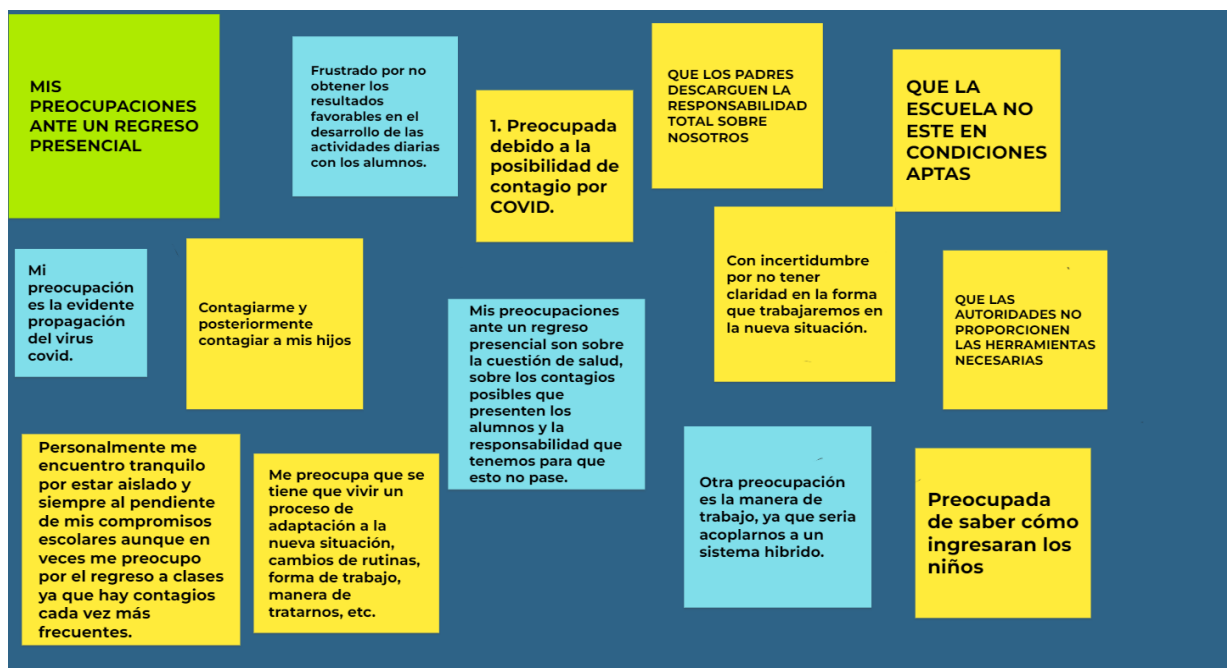 MIS
PREOCUPACIONES
ANTE UN REGRESO
PRESENCIAL
Frustrado por no
obtener los
resultados
favorables en el
desarrollo de las
actividades diarias
con los alumnos.
1. Preocupada
debido a la
posibilidad de
contagio por
COVID.
QUE LOS PADRES
DESCARGUEN LA
RESPONSABILIDAD
TOTAL SOBRE
NOSOTROS
QUE LA
ESCUELA NO
ESTE EN
CONDICIONES
APTAS
Mi
preocupación
es la evidente
propagación
del virus
covid.
Contagiarme y
posteriormente
contagiar a mis hijos
Mis preocupaciones
ante un regreso
presencial son sobre
la cuestión de salud,
sobre los contagios
posibles que
presenten los
alumnos y la
responsabilidad que
tenemos para que
esto no pase.
Con incertidumbre
por no tener
claridad en la forma
que trabajaremos en
la nueva situación.
QUE LAS
AUTORIDADES NO
PROPORCIONEN
LAS HERRAMIENTAS
NECESARIAS
Personalmente me
encuentro tranquilo
por estar aislado y
siempre al pendiente
de mis compromisos
escolares aunque en
veces me preocupo
por el regreso a clases
ya que hay contagios
cada vez más
frecuentes.
Me preocupa que se
tiene que vivir un
proceso de
adaptación a la
nueva situación,
cambios de rutinas,
forma de trabajo,
manera de
tratarnos, etc.
Otra preocupación
es la manera de
trabajo, ya que seria
acoplarnos a un
sistema hibrido.
Preocupada
de saber cómo
ingresaran los
niños